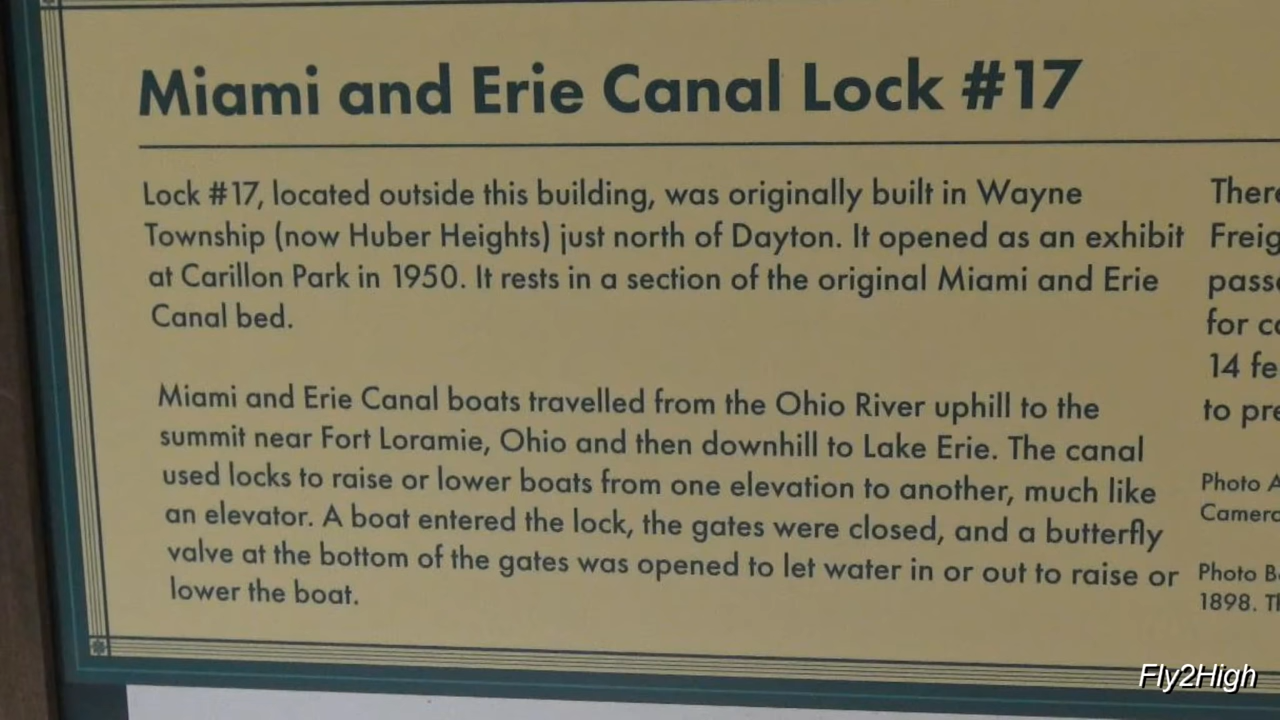 Miami and Erie Canal Lock #17
Lock #17, located outside this building, was originally built in Wayne
Township (now Huber Heights) just north of Dayton. It opened as an exhibit
at Carillon Park in 1950. It rests in a section of the original Miami and Erie
Canal bed.
Miami and Erie Canal boats travelled from the Ohio River uphill to the
summit near Fort Loramie, Ohio and then downhill to Lake Erie. The canal
used locks to raise or lower boats from one elevation to another, much like
an elevator. A boat entered the lock, the gates were closed, and a butterfly
valve at the bottom of the gates was opened to let water in or out to raise or
lower the boat.
for
14
to
Photo
Photo
1898.
Fly2High